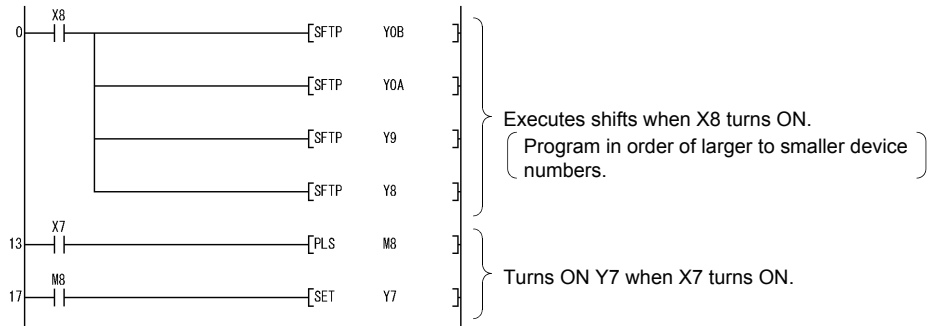 X8
0 [SFTP Y0B ]
[SFTP Y0A ]
[SFTP Y9 ]
[SFTP Y8 ]
Executes shifts when X8 turns ON.
Program in order of larger to smaller device
numbers.
X7
13 [PLS M8 ]
M8
17 [SET Y7 ]
Turns ON Y7 when X7 turns ON.